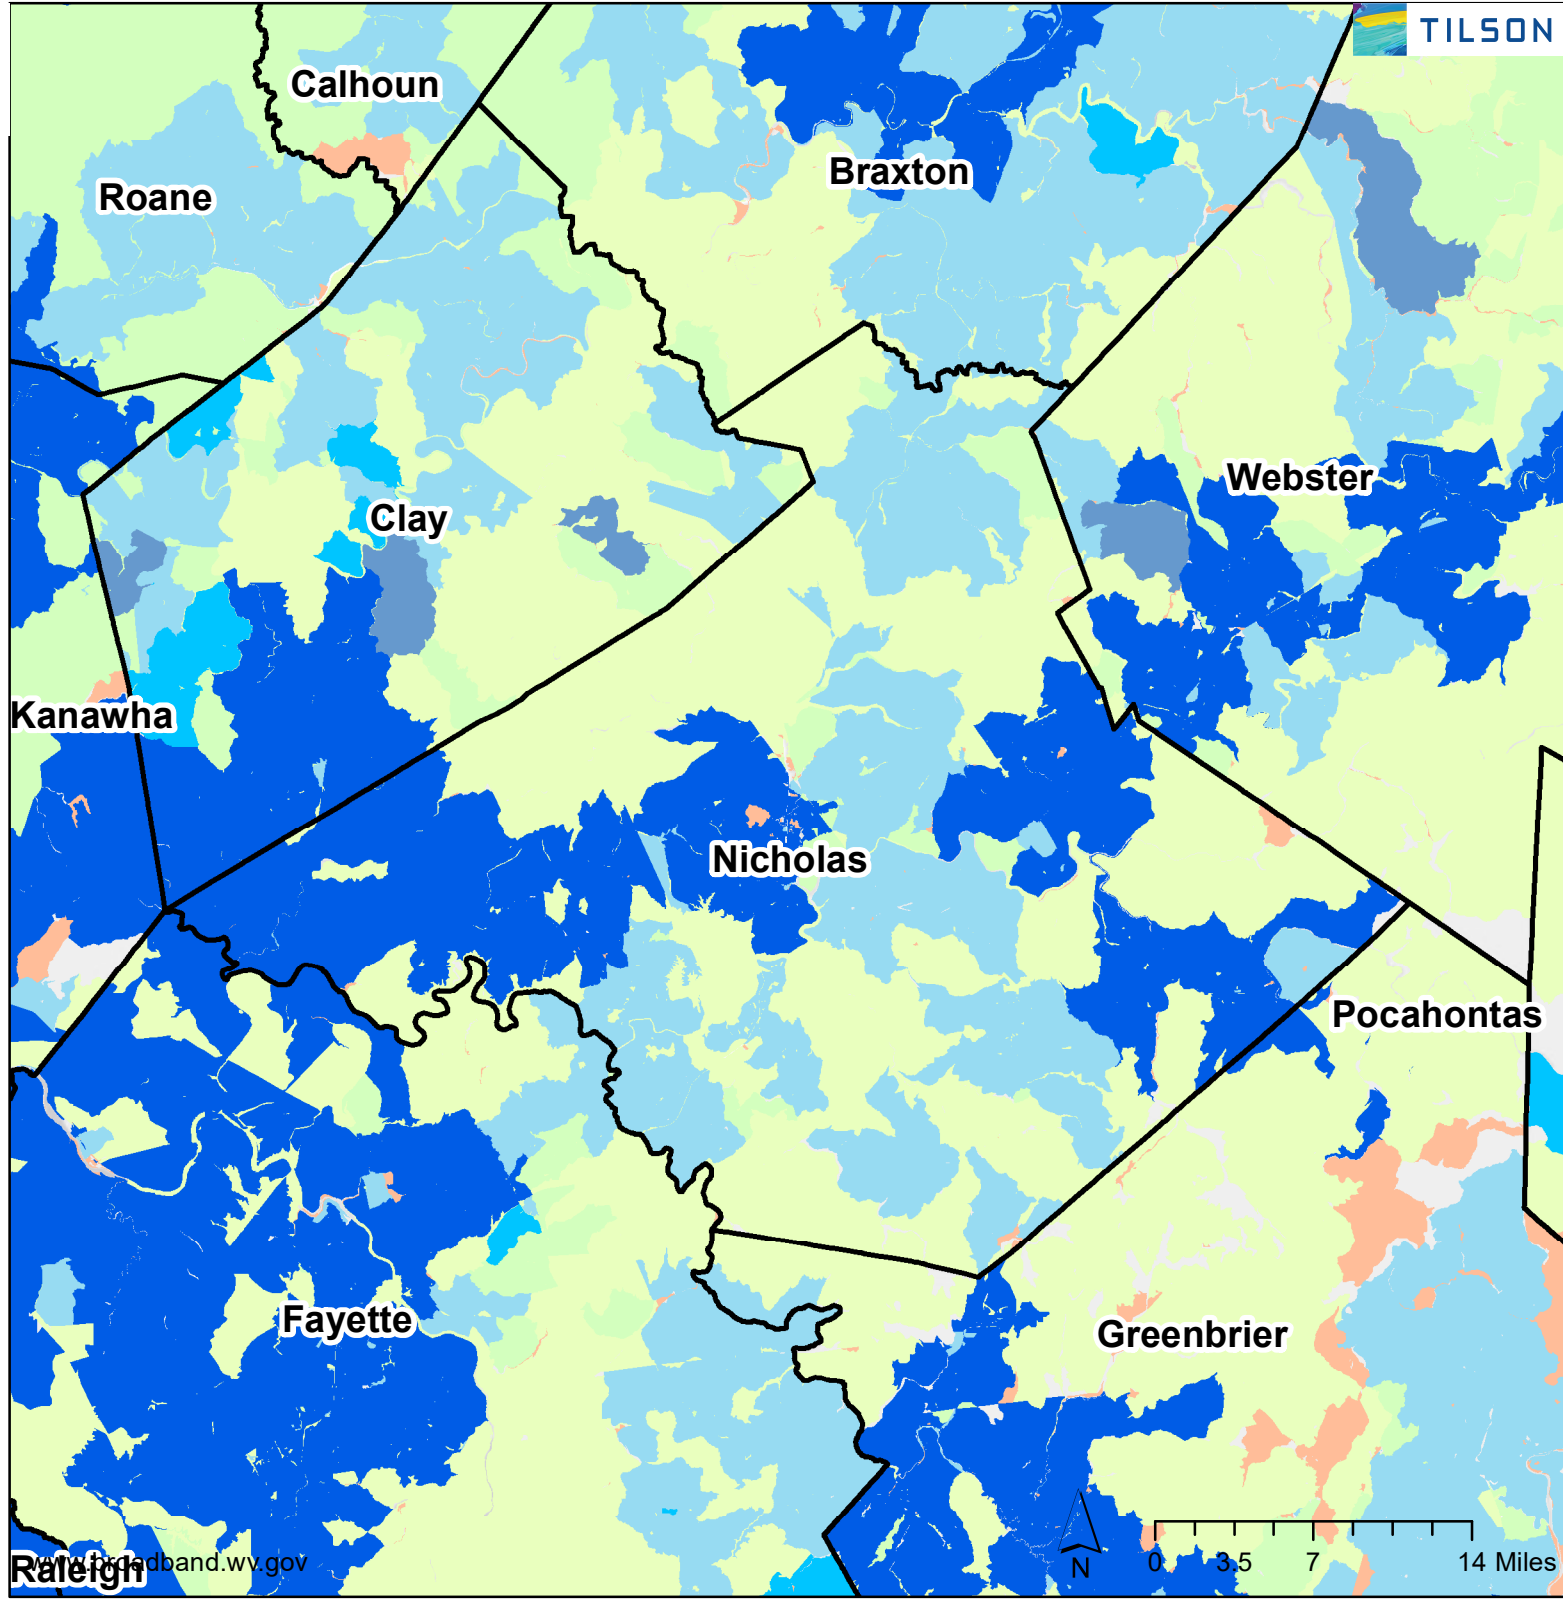 TILSON
Calhoun
Braxton
Roane
Webster
Clay
Kanawha
Nicholas
Pocahontas
Fayette
Greenbrier
Raleigh
www.broadband.wv.gov
N
0 3.5 7 14 Miles